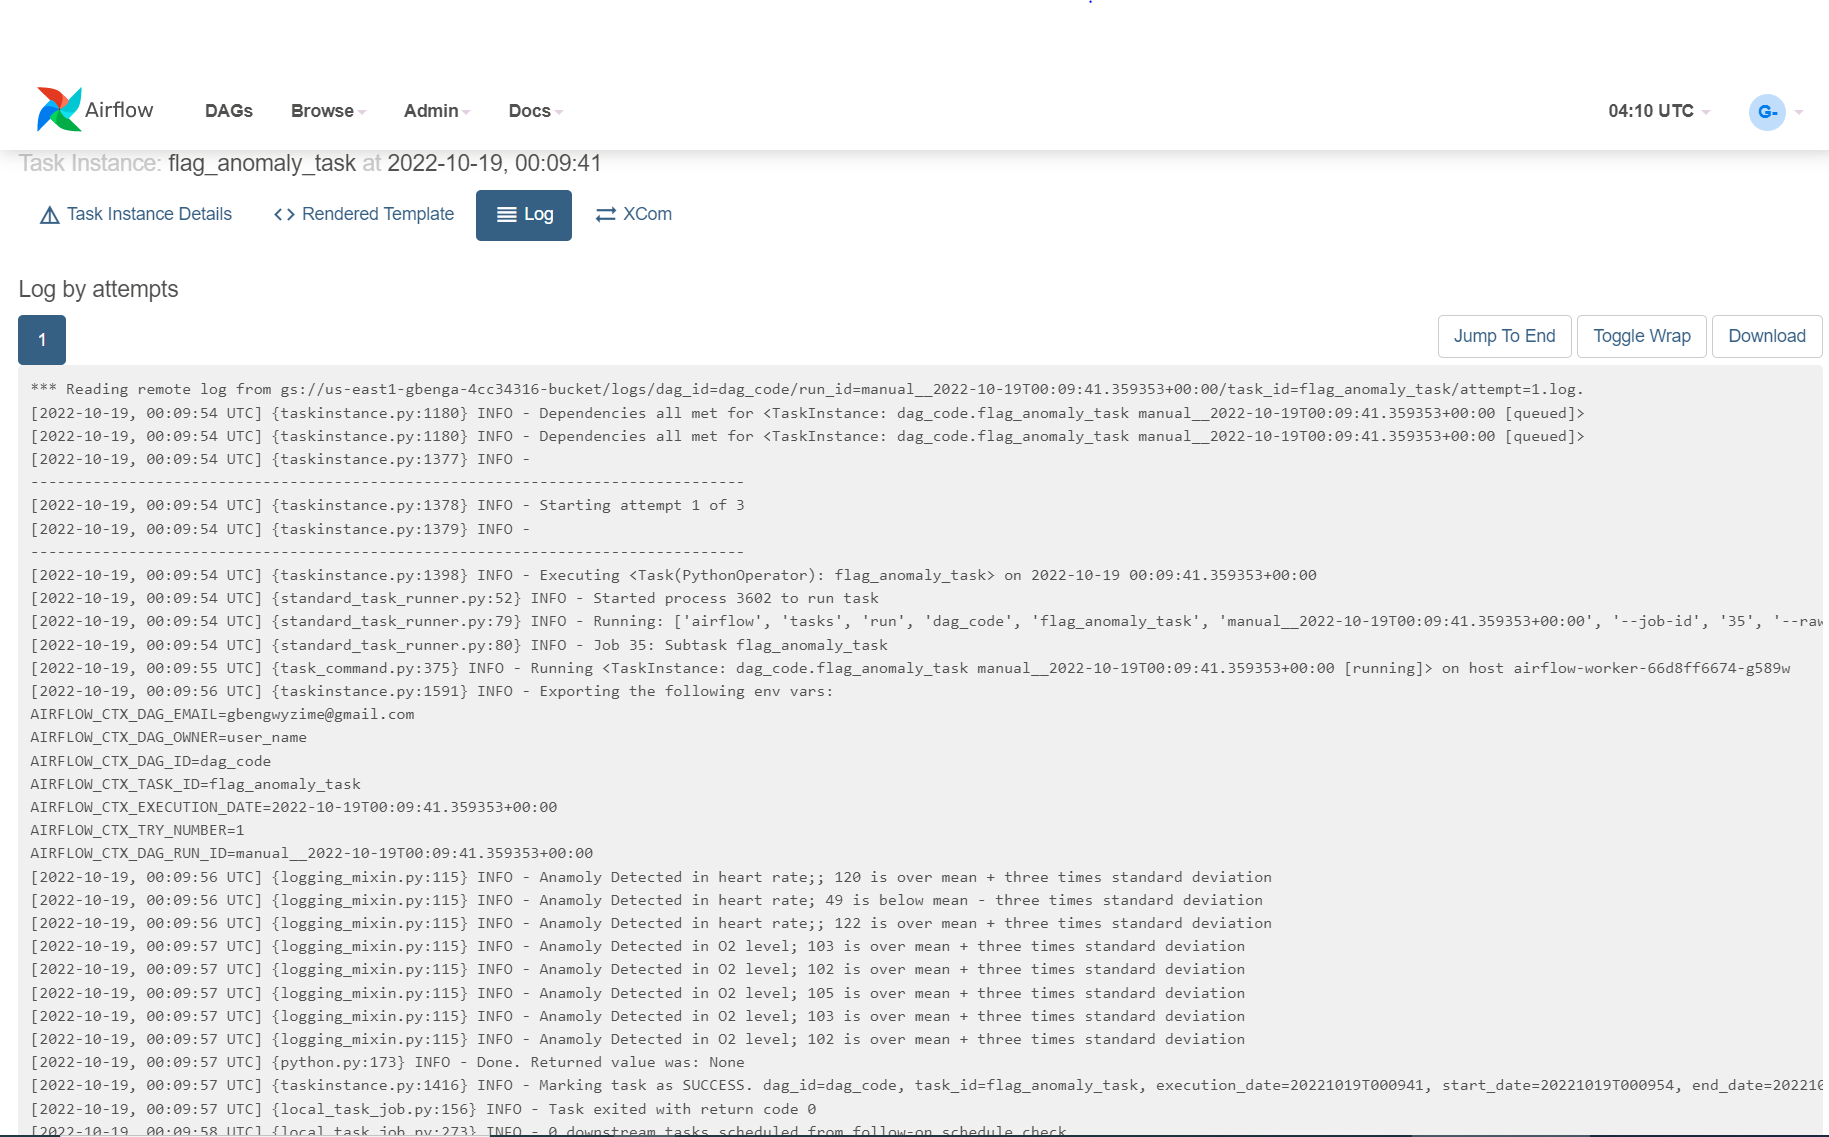 Airflow DAGs Browse Admin Docs 04:10 UTC G-
Task Instance: flag_anomaly_task at 2022-10-19, 00:09:41
Task Instance Details <> Rendered Template Log XCom
Log by attempts
1 Jump To End Toggle Wrap Download
*** Reading remote log from gs://us-east1-gbenga-4cc34316-bucket/logs/dag_id=dag_code/run_id=manual__2022-10-19T00:09:41.359353+00:00/task_id=flag_anomaly_task/attempt=1.log.
[2022-10-19, 00:09:54 UTC] {taskinstance.py:1180} INFO - Dependencies all met for <TaskInstance: dag_code.flag_anomaly_task manual__2022-10-19T00:09:41.359353+00:00 [queued]>
[2022-10-19, 00:09:54 UTC] {taskinstance.py:1180} INFO - Dependencies all met for <TaskInstance: dag_code.flag_anomaly_task manual__2022-10-19T00:09:41.359353+00:00 [queued]>
[2022-10-19, 00:09:54 UTC] {taskinstance.py:1377} INFO -
--------------------------------------------------------------------------------
[2022-10-19, 00:09:54 UTC] {taskinstance.py:1378} INFO - Starting attempt 1 of 3
[2022-10-19, 00:09:54 UTC] {taskinstance.py:1379} INFO -
--------------------------------------------------------------------------------
[2022-10-19, 00:09:54 UTC] {taskinstance.py:1398} INFO - Executing <Task(PythonOperator): flag_anomaly_task> on 2022-10-19 00:09:41.359353+00:00
[2022-10-19, 00:09:54 UTC] {standard_task_runner.py:52} INFO - Started process 3602 to run task
[2022-10-19, 00:09:54 UTC] {standard_task_runner.py:79} INFO - Running: ['airflow', 'tasks', 'run', 'dag_code', 'flag_anomaly_task', 'manual__2022-10-19T00:09:41.359353+00:00', '--job-id', '35', '--raw
[2022-10-19, 00:09:54 UTC] {standard_task_runner.py:80} INFO - Job 35: Subtask flag_anomaly_task
[2022-10-19, 00:09:55 UTC] {task_command.py:375} INFO - Running <TaskInstance: dag_code.flag_anomaly_task manual__2022-10-19T00:09:41.359353+00:00 [running]> on host airflow-worker-66d8ff6674-g589w
[2022-10-19, 00:09:56 UTC] {taskinstance.py:1591} INFO - Exporting the following env vars:
AIRFLOW_CTX_DAG_EMAIL=gbengwyzime@gmail.com
AIRFLOW_CTX_DAG_OWNER=user_name
AIRFLOW_CTX_DAG_ID=dag_code
AIRFLOW_CTX_TASK_ID=flag_anomaly_task
AIRFLOW_CTX_EXECUTION_DATE=2022-10-19T00:09:41.359353+00:00
AIRFLOW_CTX_TRY_NUMBER=1
AIRFLOW_CTX_DAG_RUN_ID=manual__2022-10-19T00:09:41.359353+00:00
[2022-10-19, 00:09:56 UTC] {logging_mixin.py:115} INFO - Anamoly Detected in heart rate;; 120 is over mean + three times standard deviation
[2022-10-19, 00:09:56 UTC] {logging_mixin.py:115} INFO - Anamoly Detected in heart rate; 49 is below mean - three times standard deviation
[2022-10-19, 00:09:56 UTC] {logging_mixin.py:115} INFO - Anamoly Detected in heart rate;; 122 is over mean + three times standard deviation
[2022-10-19, 00:09:57 UTC] {logging_mixin.py:115} INFO - Anamoly Detected in O2 level; 103 is over mean + three times standard deviation
[2022-10-19, 00:09:57 UTC] {logging_mixin.py:115} INFO - Anamoly Detected in O2 level; 102 is over mean + three times standard deviation
[2022-10-19, 00:09:57 UTC] {logging_mixin.py:115} INFO - Anamoly Detected in O2 level; 105 is over mean + three times standard deviation
[2022-10-19, 00:09:57 UTC] {logging_mixin.py:115} INFO - Anamoly Detected in O2 level; 103 is over mean + three times standard deviation
[2022-10-19, 00:09:57 UTC] {logging_mixin.py:115} INFO - Anamoly Detected in O2 level; 102 is over mean + three times standard deviation
[2022-10-19, 00:09:57 UTC] {python.py:173} INFO - Done. Returned value was: None
[2022-10-19, 00:09:57 UTC] {taskinstance.py:1416} INFO - Marking task as SUCCESS. dag_id=dag_code, task_id=flag_anomaly_task, execution_date=20221019T000941, start_date=20221019T000954, end_date=202210
[2022-10-19, 00:09:57 UTC] {local_task_job.py:156} INFO - Task exited with return code 0
[2022-10-19, 00:09:58 UTC] {local_task_job.py:273} INFO - 0 downstream tasks scheduled from follow-on schedule check